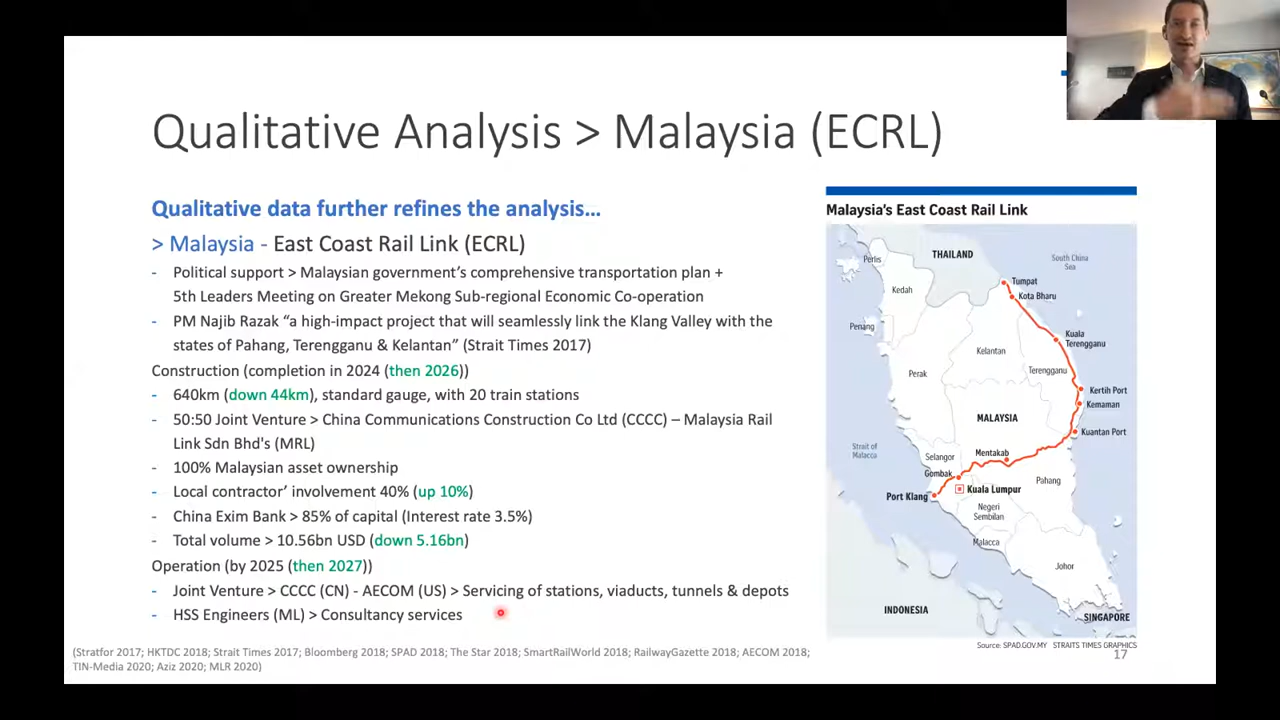 Qualitative Analysis > Malaysia (ECRL)
Qualitative data further refines the analysis...
> Malaysia - East Coast Rail Link (ECRL)
- Political support > Malaysian government's comprehensive transportation plan +
5th Leaders Meeting on Greater Mekong Sub-regional Economic Co-operation
- PM Najib Razak “a high-impact project that will seamlessly link the Klang Valley with the
states of Pahang, Terengganu & Kelantan” (Strait Times 2017)
Construction (completion in 2024 (then 2026))
- 640km (down 44km), standard gauge, with 20 train stations
- 50:50 Joint Venture > China Communications Construction Co Ltd (CCCC) – Malaysia Rail
Link Sdn Bhd's (MRL)
- 100% Malaysian asset ownership
- Local contractor’ involvement 40% (up 10%)
- China Exim Bank > 85% of capital (Interest rate 3.5%)
- Total volume > 10.56bn USD (down 5.16bn)
Operation (by 2025 (then 2027))
- Joint Venture > CCCC (CN) - AECOM (US) > Servicing of stations, viaducts, tunnels & depots
- HSS Engineers (ML) > Consultancy services
(Stratfor 2017; HKTDC 2018; Strait Times 2017; Bloomberg 2018; SPAD 2018; The Star 2018; SmartRailWorld 2018; RailwayGazette 2018; AECOM 2018;
TIN-Media 2020; Aziz 2020; MLR 2020)
Malaysia's East Coast Rail Link
Perlis
THAILAND
South China
Sea
Kedah
Tumpat
Kota Bharu
Penang
Kuala
Terengganu
Kelantan
Perak
Terengganu
Kertih Port
Kemaman
MALAYSIA
Kuantan Port
Strait of
Malacca
Selangor
Mentakab
Gombak
Pahang
Port Klang
Kuala Lumpur
Negeri
Sembilan
Malacca
Johor
INDONESIA
SINGAPORE
Source: SPAD.GOV.MY STRAITS TIMES GRAPHICS
17